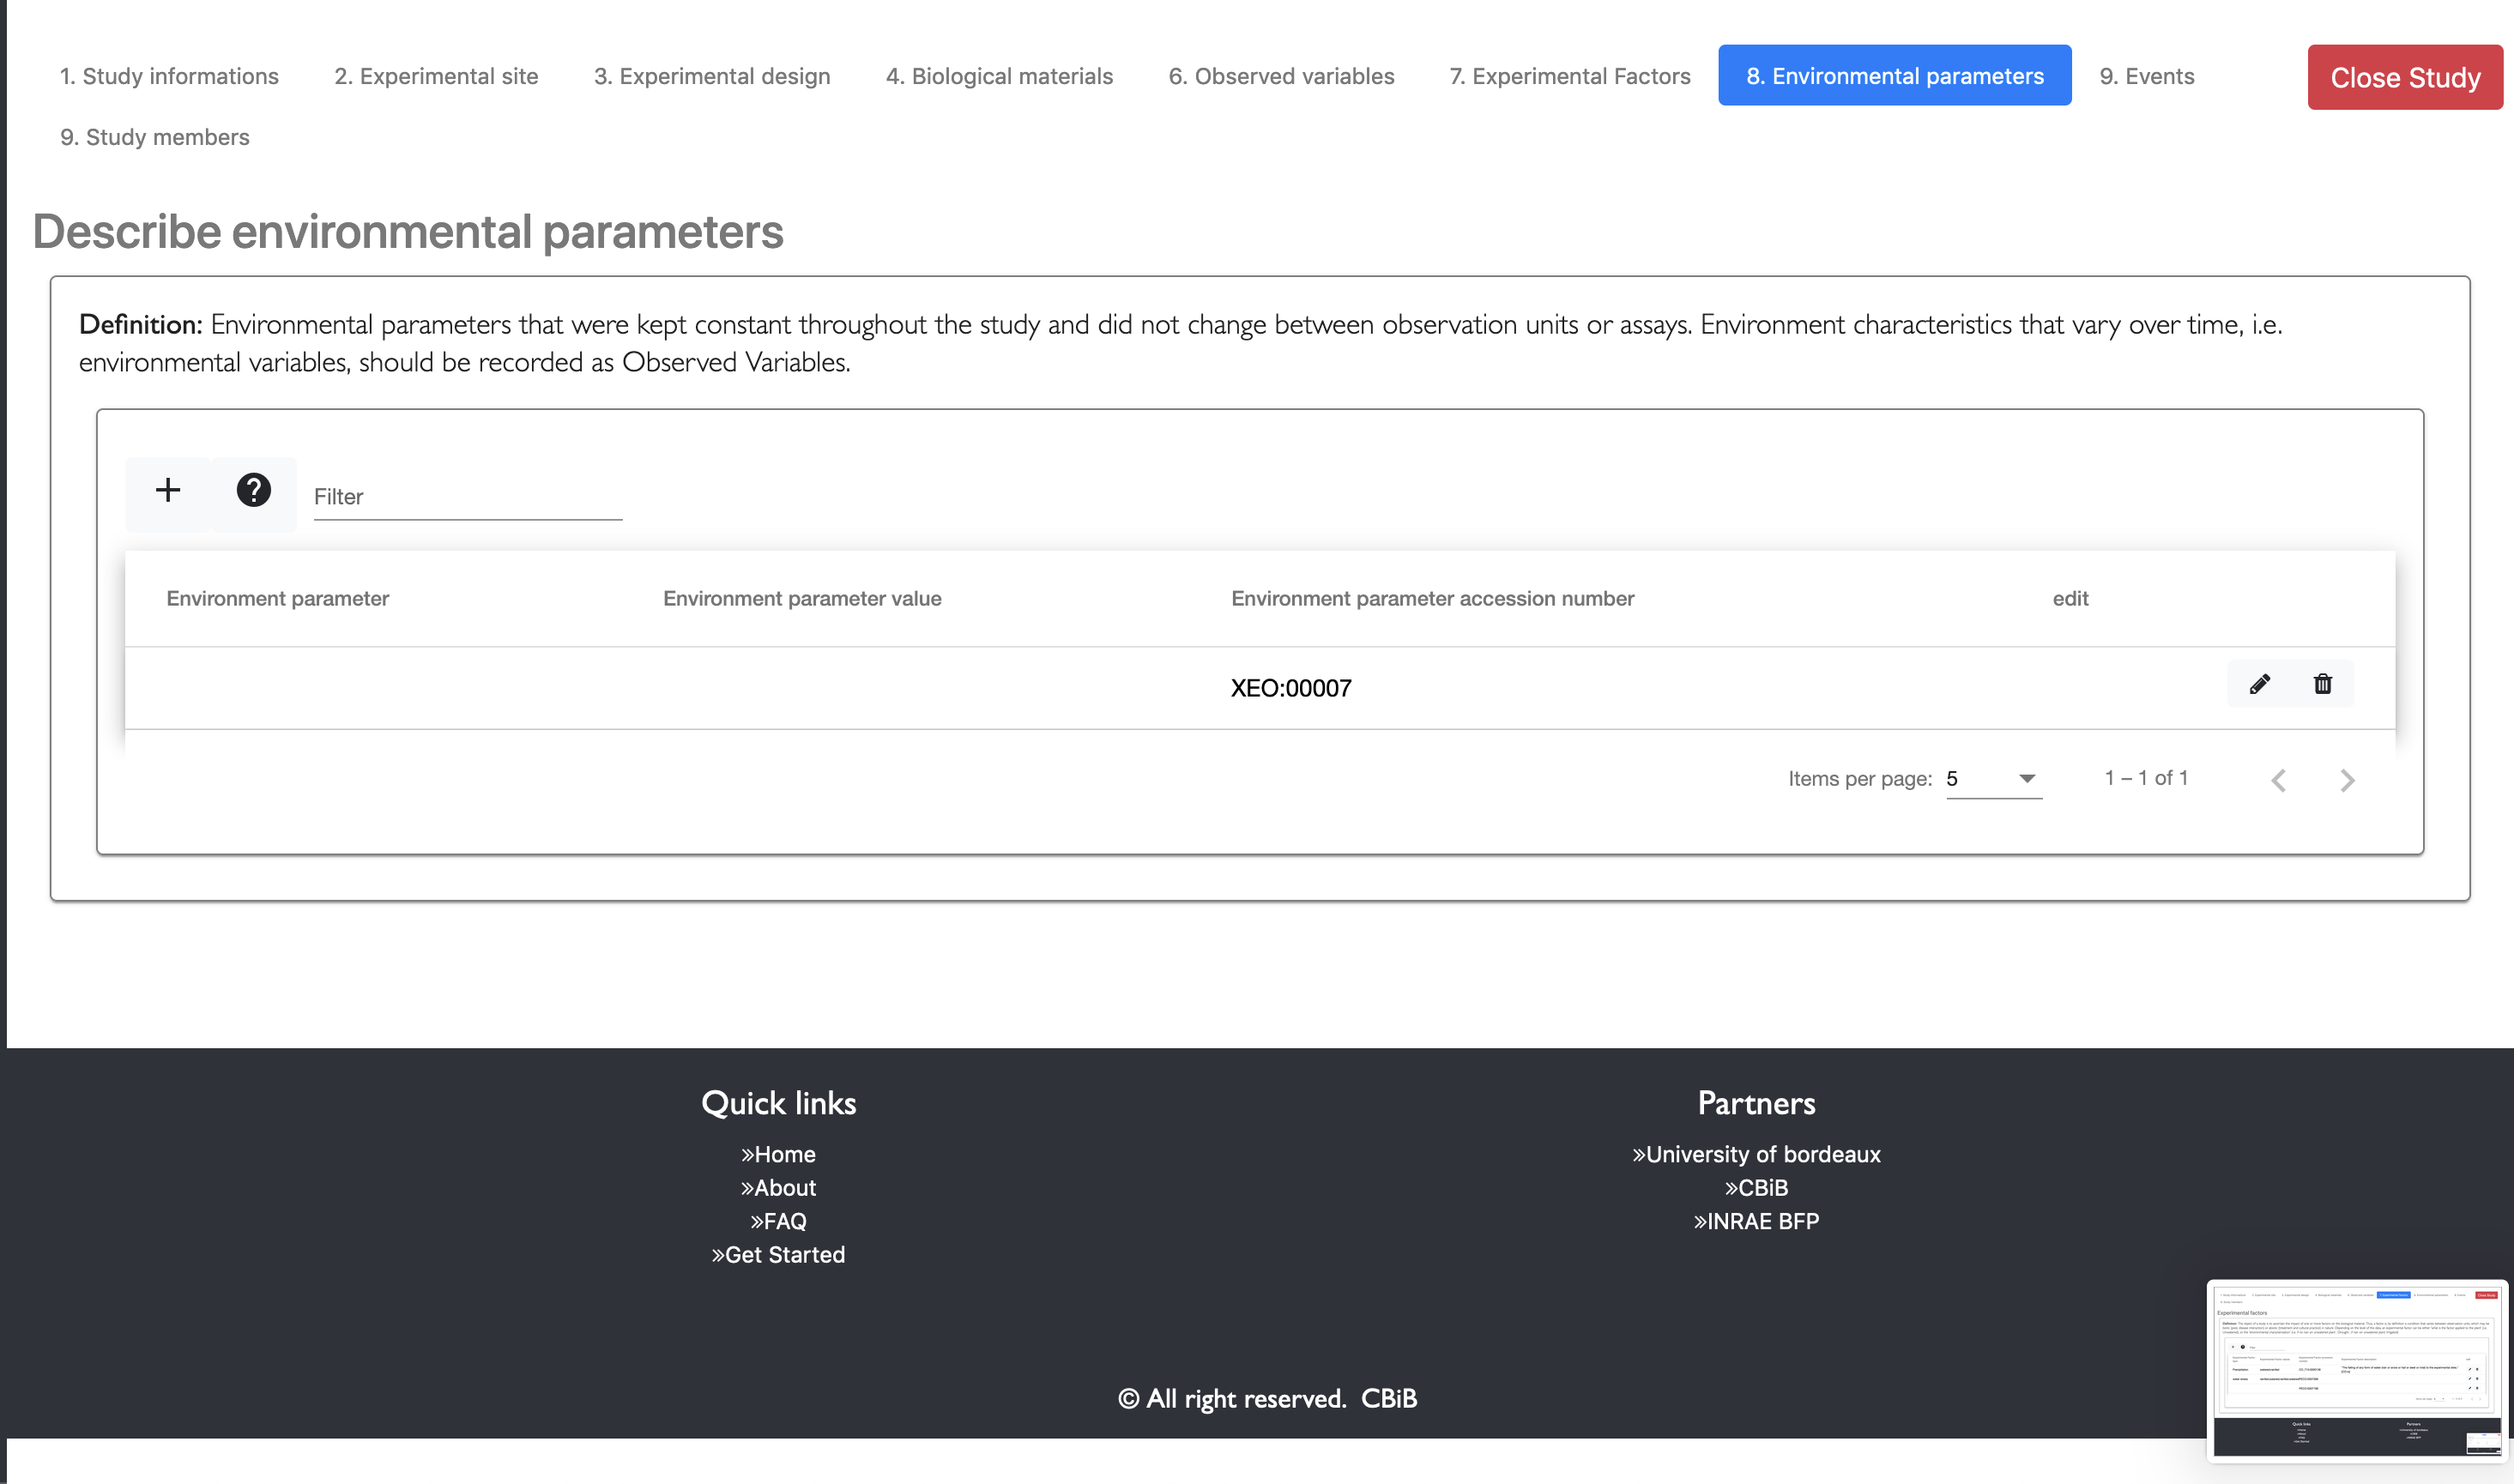 1. Study informations
2. Experimental site
3. Experimental design
4. Biological materials
6. Observed variables
7. Experimental Factors
8. Environmental parameters
9. Events
Close Study
9. Study members
Describe environmental parameters
Definition: Environmental parameters that were kept constant throughout the study and did not change between observation units or assays. Environment characteristics that vary over time, i.e.
environmental variables, should be recorded as Observed Variables.
Filter
Environment parameter
Environment parameter value
Environment parameter accession number
edit
XEO:00007
Items per page: 5
1 – 1 of 1
Quick links
»Home
»About
»FAQ
»Get Started
Partners
»University of bordeaux
»CBiB
»INRAE BFP
© All right reserved. CBiB
Experimental factors